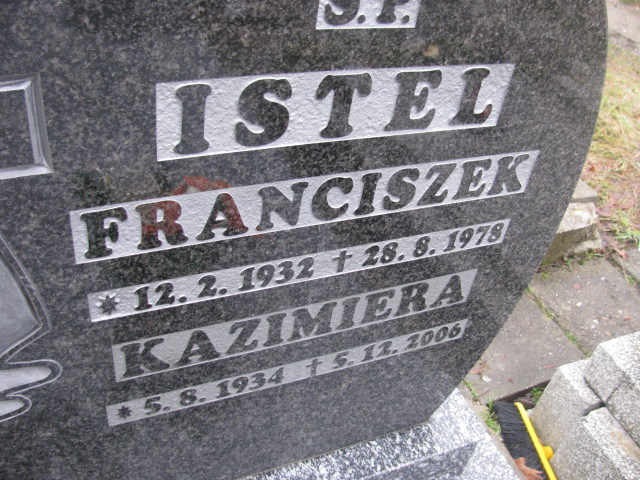 Ś.P.
ISTEL
FRANCISZEK
* 12. 2. 1932 † 28. 8. 1978
KAZIMIERA
* 5. 8. 1934 † 5. 12. 2006